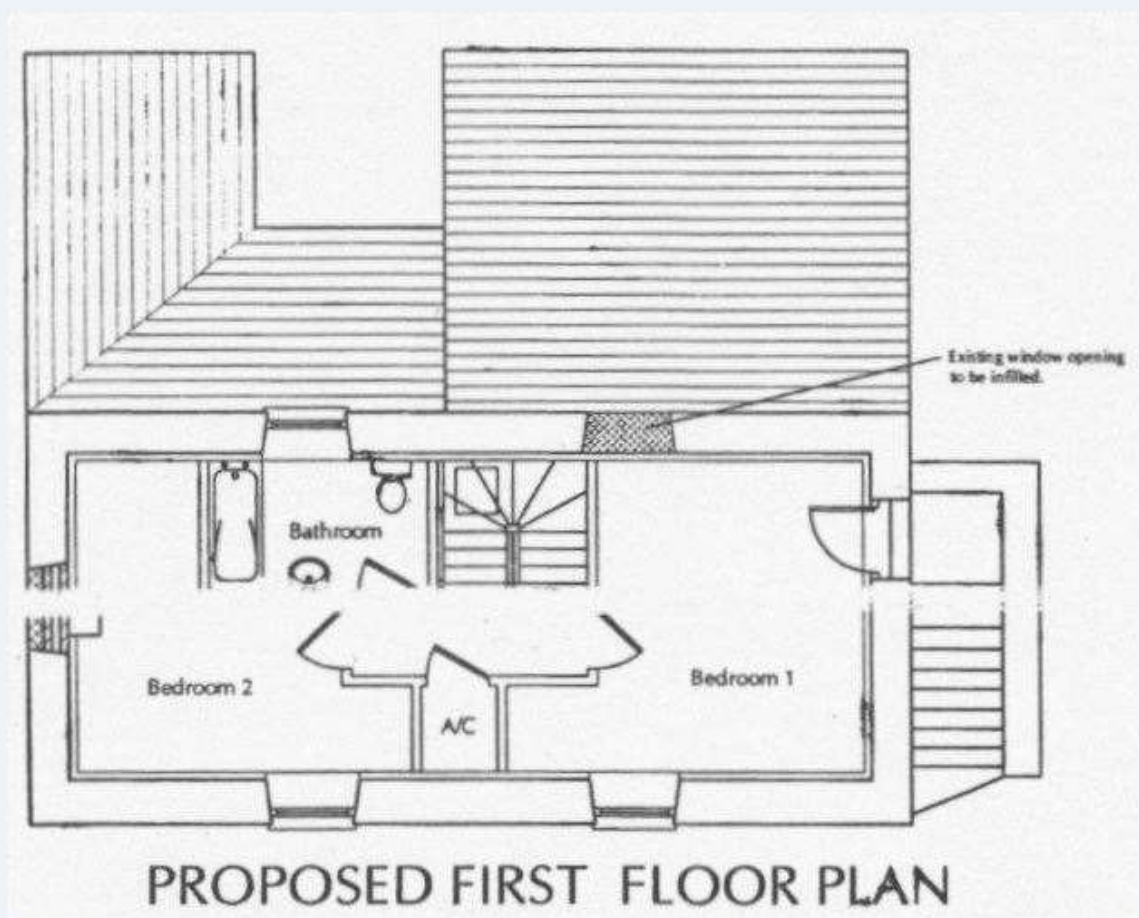 Existing window opening
to be infilled.
Bathroom
Bedroom 2
Bedroom 1
A/C
PROPOSED FIRST FLOOR PLAN